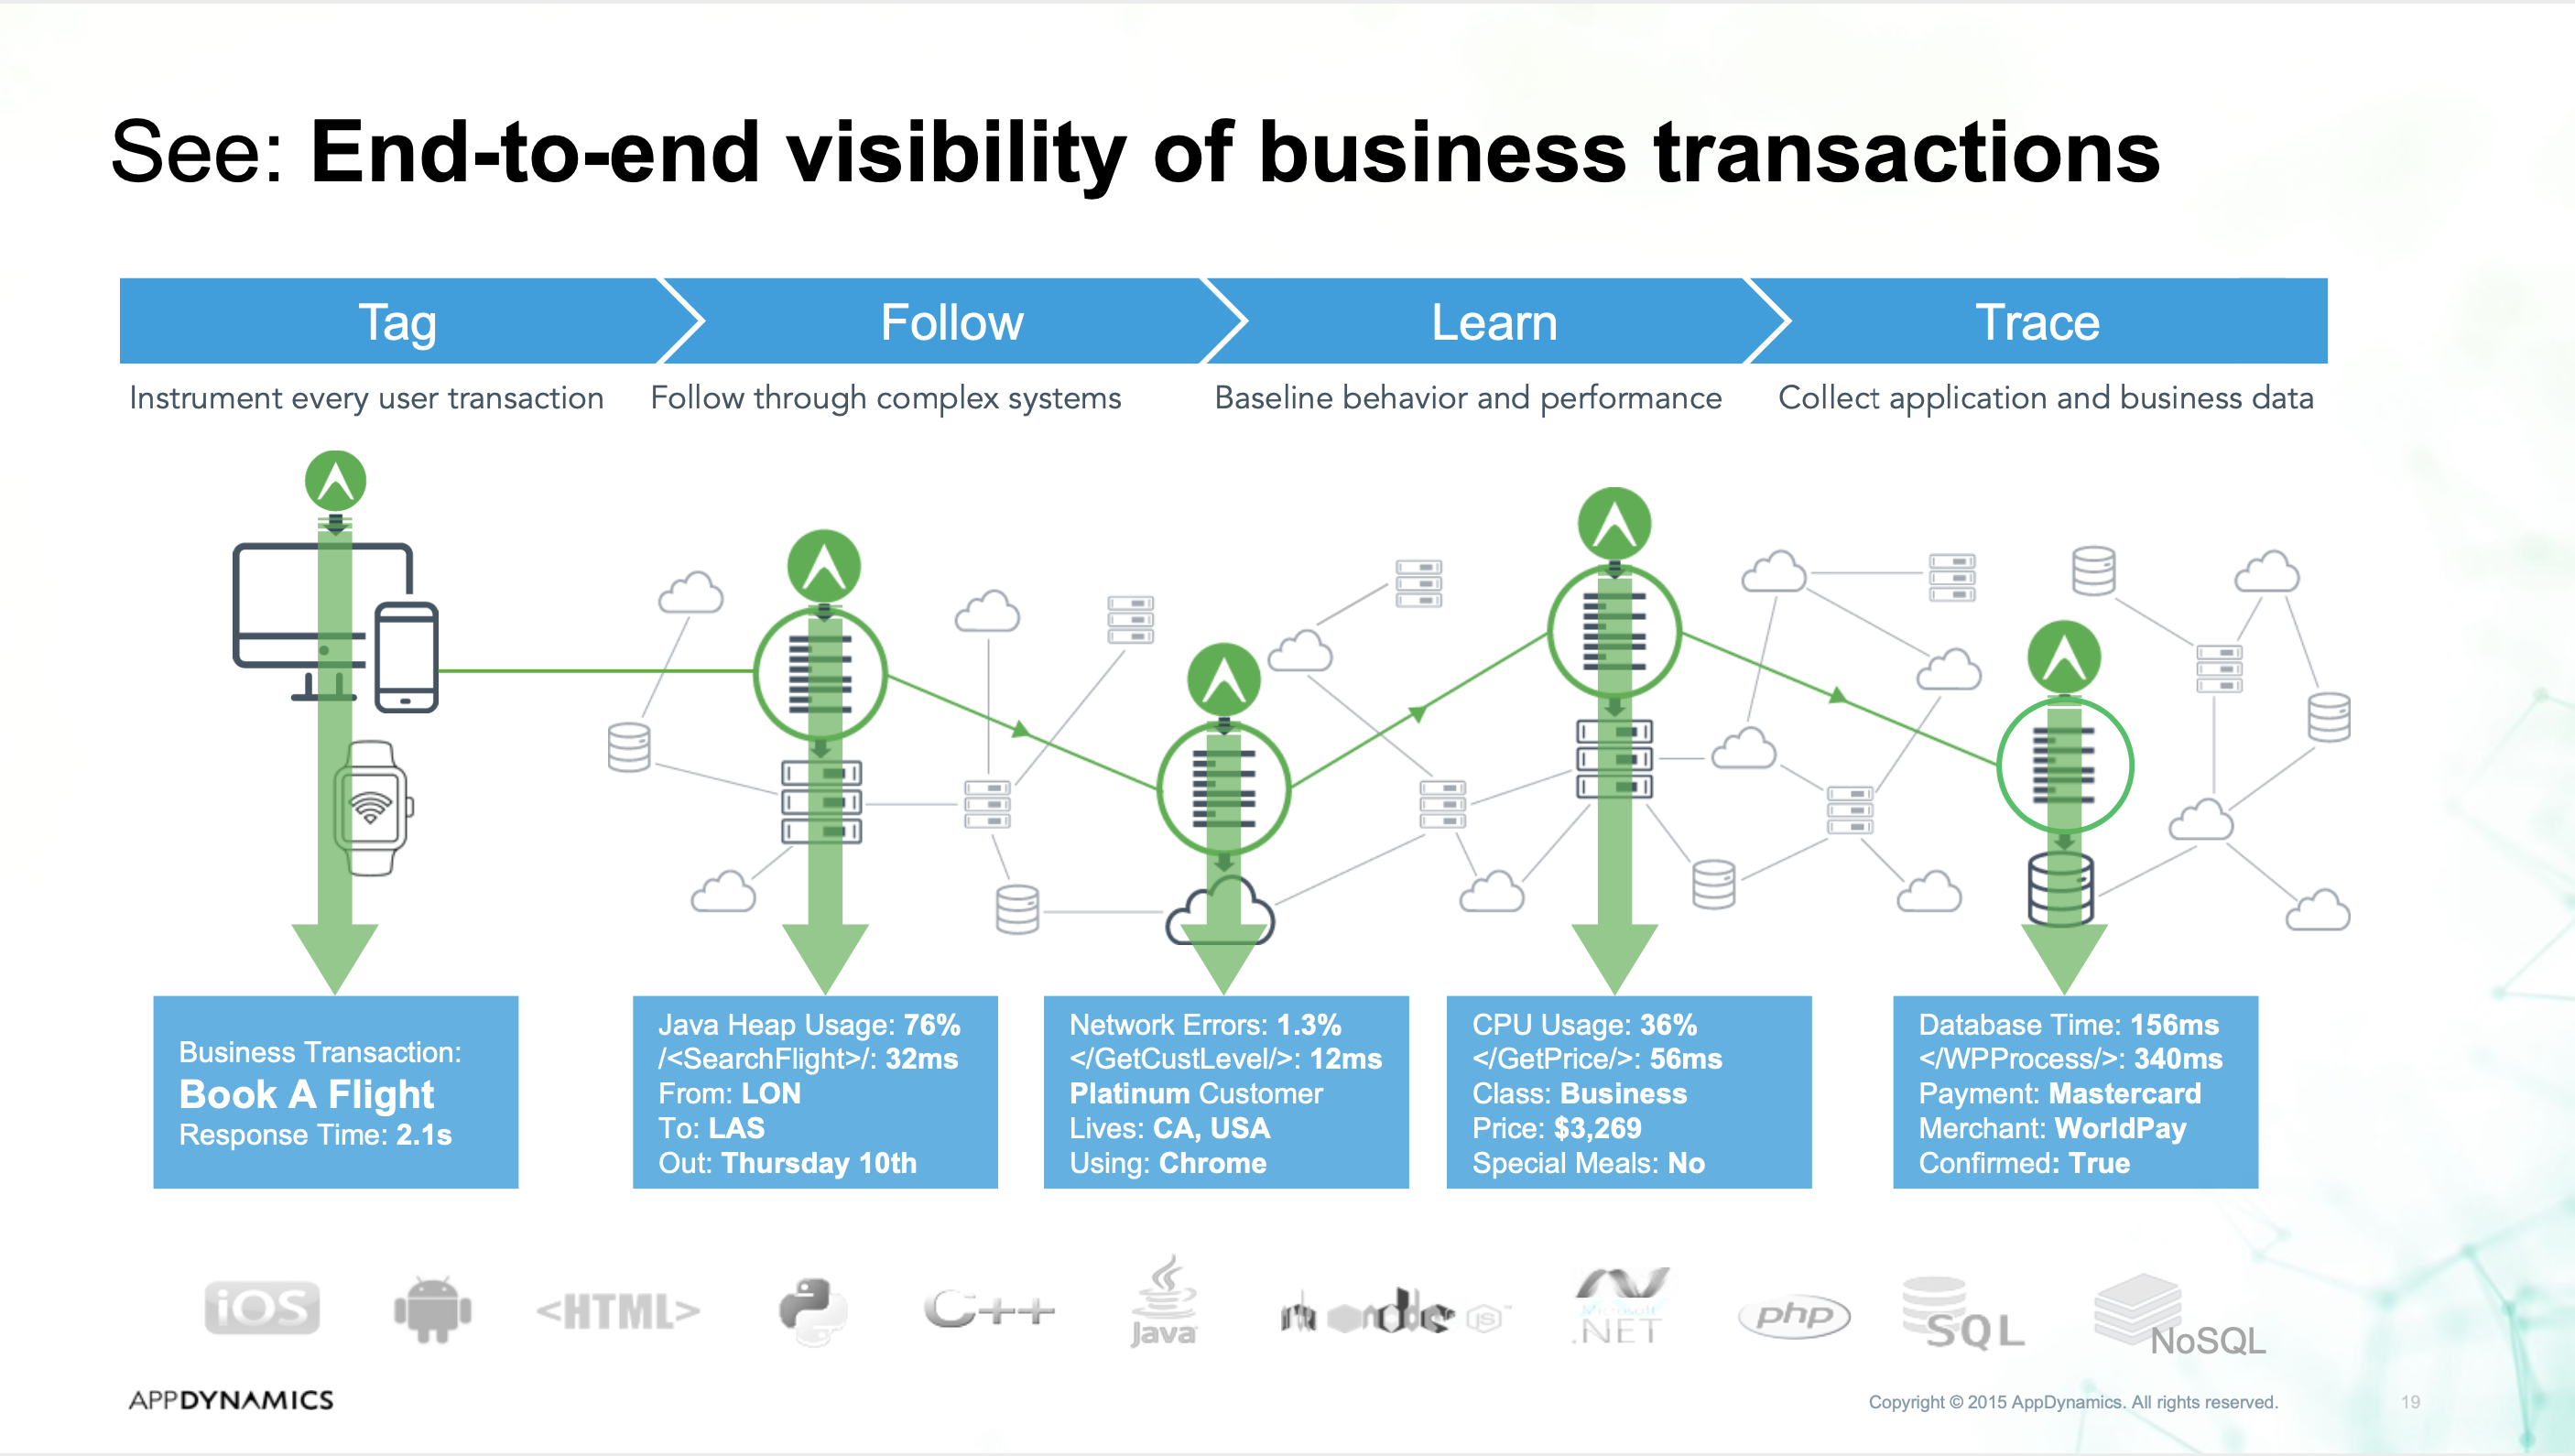 See: End-to-end visibility of business transactions
Tag
Follow
Learn
Trace
Instrument every user transaction
Follow through complex systems
Baseline behavior and performance
Collect application and business data
Business Transaction:
Book A Flight
Response Time: 2.1s
Java Heap Usage: 76%
/<SearchFlight>/: 32ms
From: LON
To: LAS
Out: Thursday 10th
Network Errors: 1.3%
</GetCustLevel/>: 12ms
Platinum Customer
Lives: CA, USA
Using: Chrome
CPU Usage: 36%
</GetPrice/>: 56ms
Class: Business
Price: $3,269
Special Meals: No
Database Time: 156ms
</WPProcess/>: 340ms
Payment: Mastercard
Merchant: WorldPay
Confirmed: True
iOS
<HTML>
C++
Java
JS
Microsoft
.NET
php
SQL
NoSQL
APPDYNAMICS
Copyright © 2015 AppDynamics. All rights reserved.
19